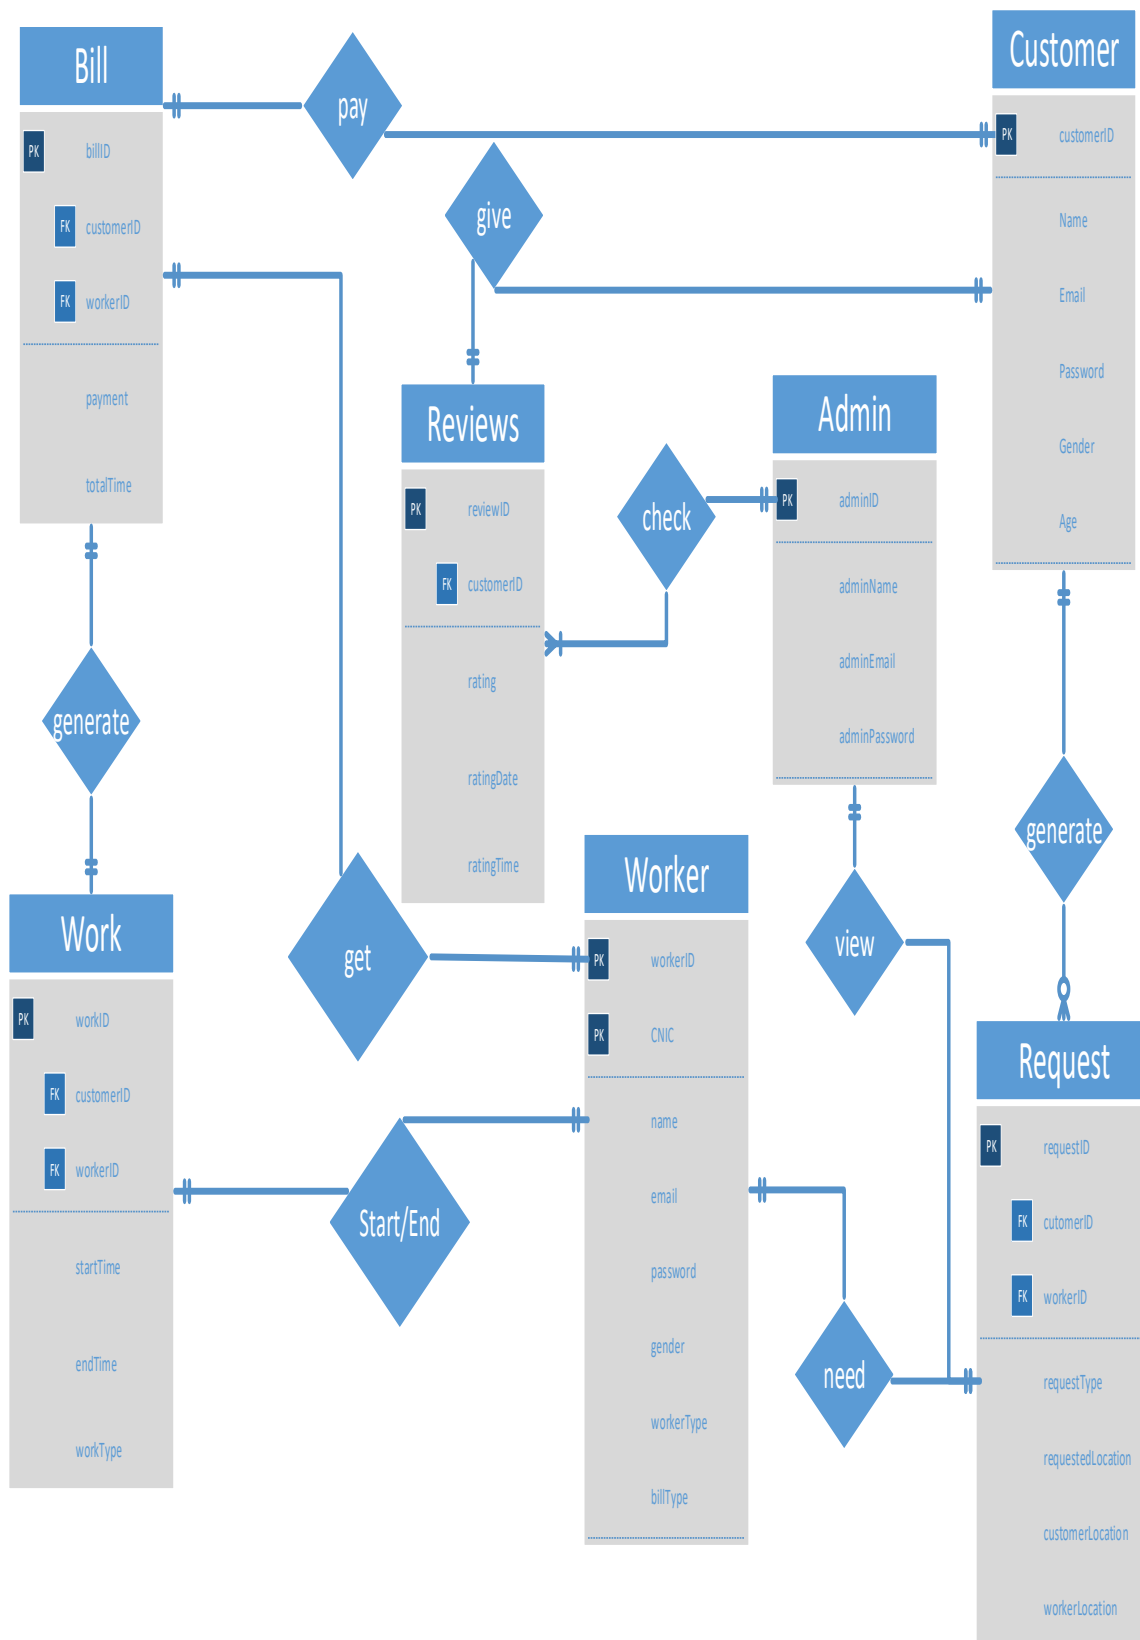 Bill
PK billID
FK customerID
FK workerID
payment
totalTime
pay
give
Customer
PK customerID
Name
Email
Password
Gender
Age
Reviews
PK reviewID
FK customerID
rating
ratingDate
ratingTime
check
Admin
PK adminID
adminName
adminEmail
adminPassword
generate
generate
Work
PK workID
FK customerID
FK workerID
startTime
endTime
workType
get
Start/End
Worker
PK workerID
PK CNIC
name
email
password
gender
workerType
billType
view
need
Request
PK requestID
FK cutomerID
FK workerID
requestType
requestedLocation
customerLocation
workerLocation